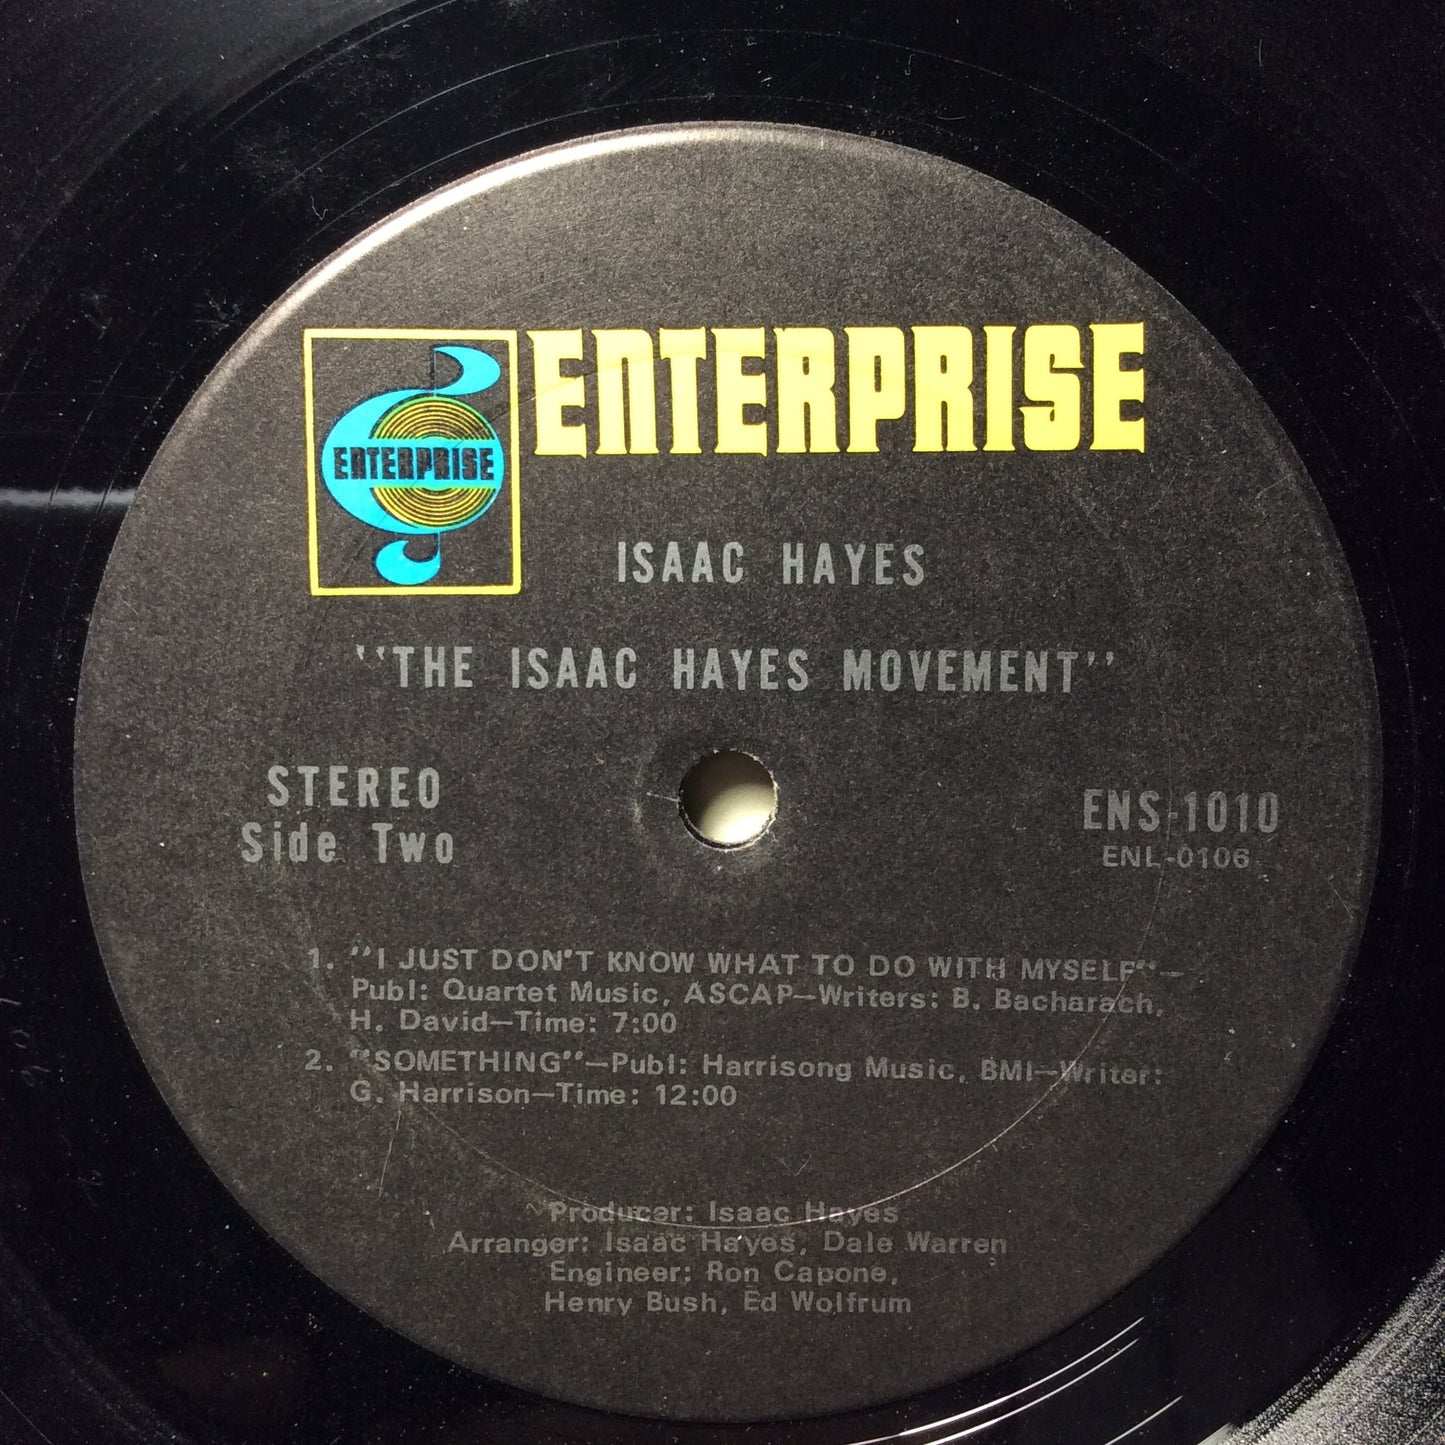 ENTERPRISE
ENTERPRISE
ISAAC HAYES
"THE ISAAC HAYES MOVEMENT"
STEREO
Side Two
ENS-1010
ENL-0106
1. "I JUST DON'T KNOW WHAT TO DO WITH MYSELF"—
Publ: Quartet Music, ASCAP—Writers: B. Bacharach,
H. David—Time: 7:00
2. "SOMETHING"—Publ: Harrisong Music, BMI—Writer:
G. Harrison—Time: 12:00
Producer: Isaac Hayes
Arranger: Isaac Hayes, Dale Warren
Engineer: Ron Capone,
Henry Bush, Ed Wolfrum